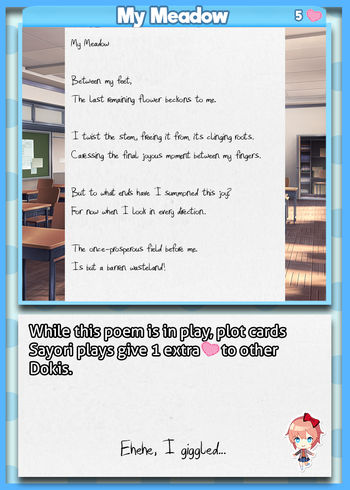 My Meadow
5
My Meadow
Between my feet,
The last remaining flower beckons to me.
I twist the stem, freeing it from its clinging roots.
Caressing the final joyous moment between my fingers.
But to what ends have I summoned this joy?
For now when I look in every direction.
The once-prosperous field before me.
Is but a barren wasteland!
While this poem is in play, plot cards
Sayori plays give 1 extra to other
Dokis.
Ehehe, I giggled...